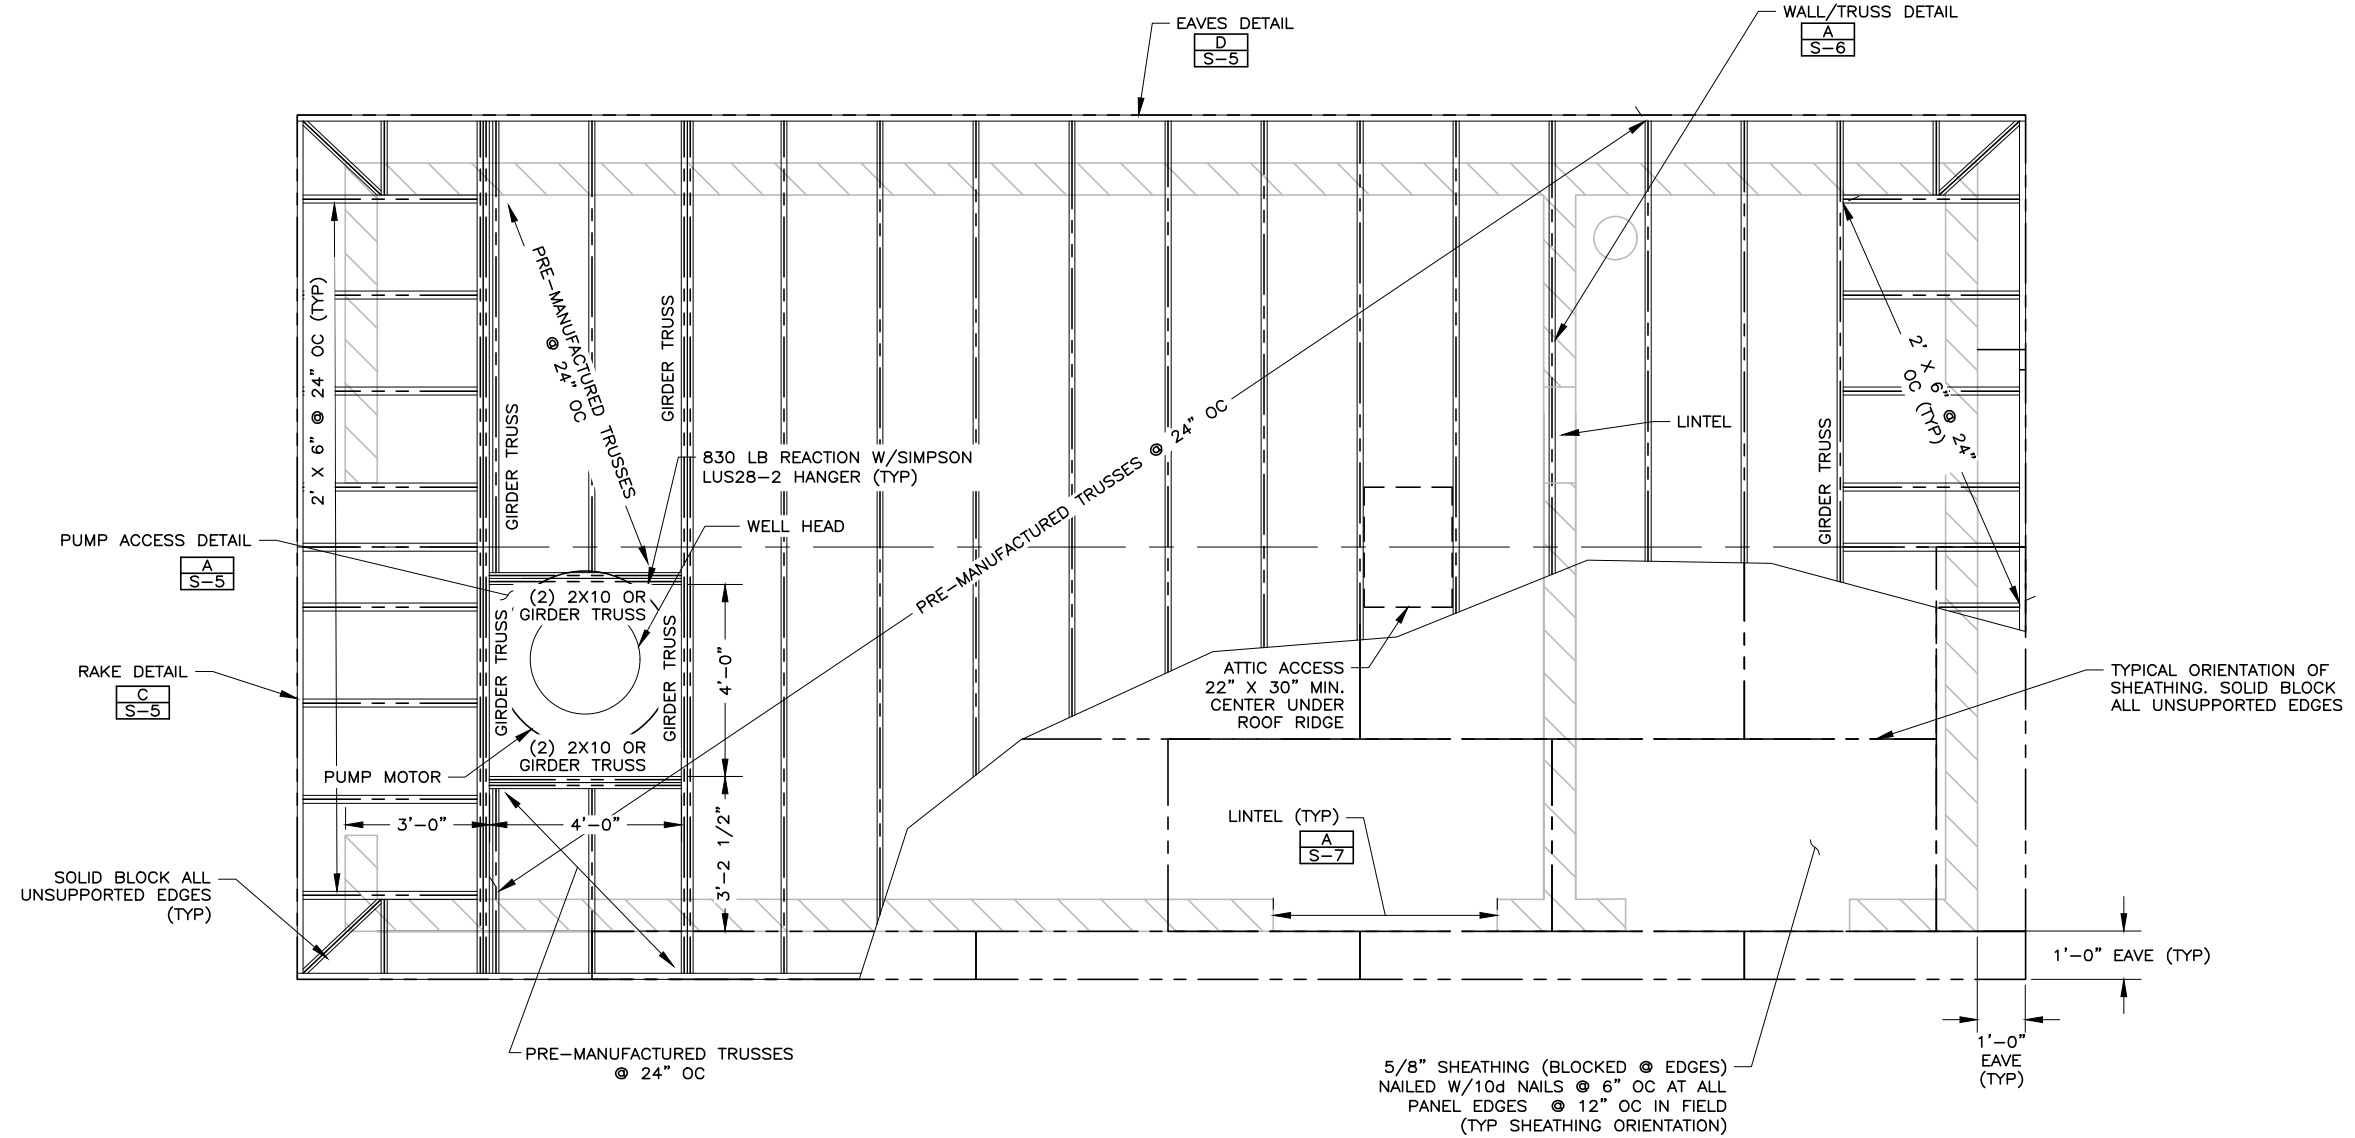 EAVES DETAIL
D
S-5
WALL/TRUSS DETAIL
A
S-6
2' X 6" @ 24" OC (TYP)
PRE-MANUFACTURED TRUSSES
@ 24" OC
GIRDER TRUSS
GIRDER TRUSS
830 LB REACTION W/SIMPSON
LUS28-2 HANGER (TYP)
WELL HEAD
PRE-MANUFACTURED TRUSSES @ 24" OC
LINTEL
GIRDER TRUSS
2' X 6" @ 24"
OC (TYP)
PUMP ACCESS DETAIL
A
S-5
(2) 2X10 OR
GIRDER TRUSS
GIRDER TRUSS
GIRDER TRUSS
4'-0"
RAKE DETAIL
C
S-5
ATTIC ACCESS
22" X 30" MIN.
CENTER UNDER
ROOF RIDGE
TYPICAL ORIENTATION OF
SHEATHING. SOLID BLOCK
ALL UNSUPPORTED EDGES
(2) 2X10 OR
GIRDER TRUSS
PUMP MOTOR
3'-0"
4'-0"
3'-2 1/2"
LINTEL (TYP)
A
S-7
SOLID BLOCK ALL
UNSUPPORTED EDGES
(TYP)
1'-0" EAVE (TYP)
PRE-MANUFACTURED TRUSSES
@ 24" OC
1'-0"
EAVE
(TYP)
5/8" SHEATHING (BLOCKED @ EDGES)
NAILED W/10d NAILS @ 6" OC AT ALL
PANEL EDGES @ 12" OC IN FIELD
(TYP SHEATHING ORIENTATION)